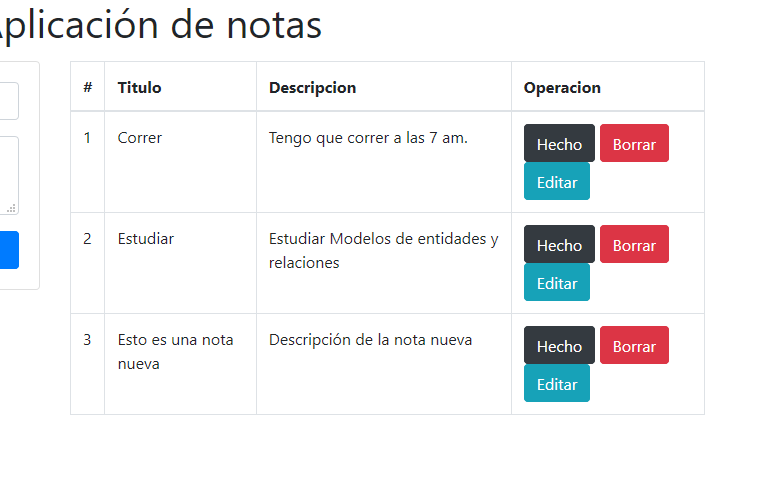 Aplicación de notas
# Titulo Descripcion Operacion
1 Correr Tengo que correr a las 7 am. Hecho Borrar
Editar
2 Estudiar Estudiar Modelos de entidades y Hecho Borrar
relaciones
Editar
3 Esto es una nota Descripción de la nota nueva Hecho Borrar
nueva
Editar